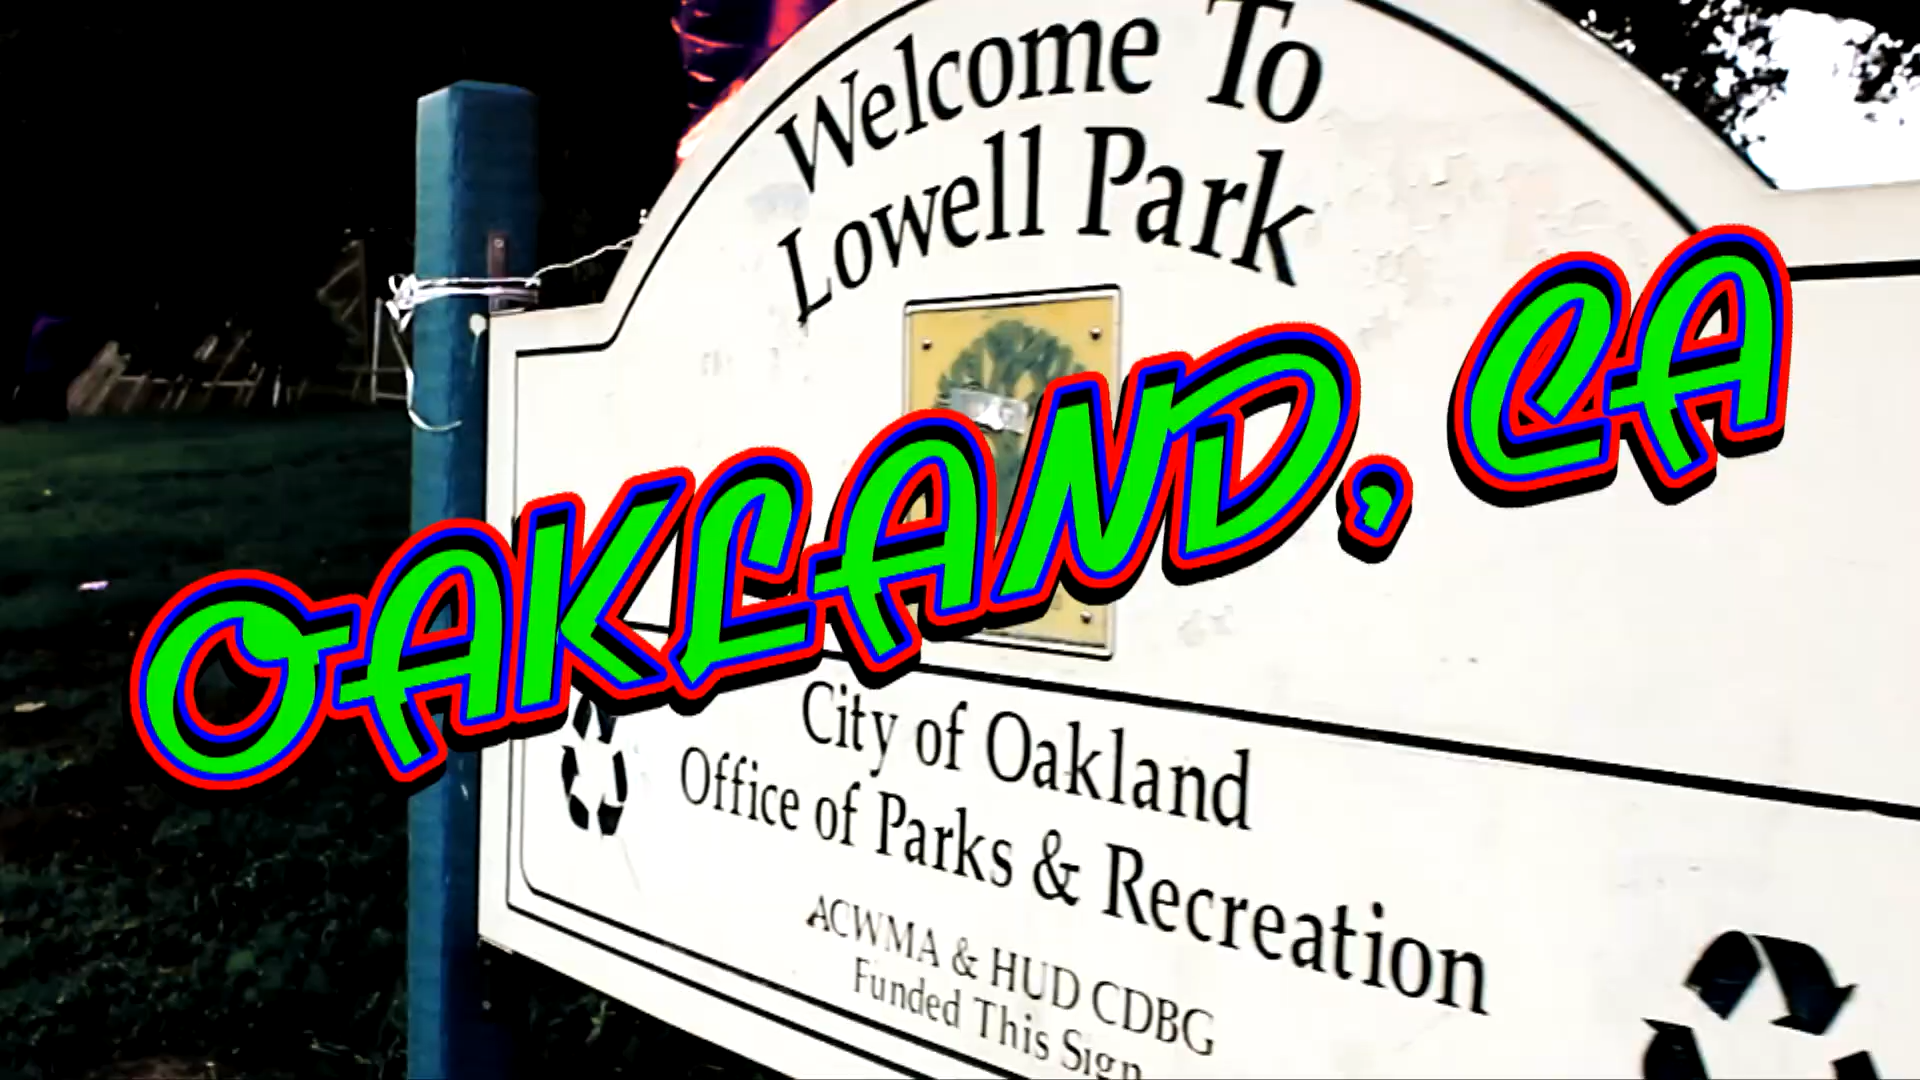 Welcome To
Lowell Park
OAKLAND, CA
City of Oakland
Office of Parks & Recreation
ACWMA & HUD CDBG
Funded This Sign